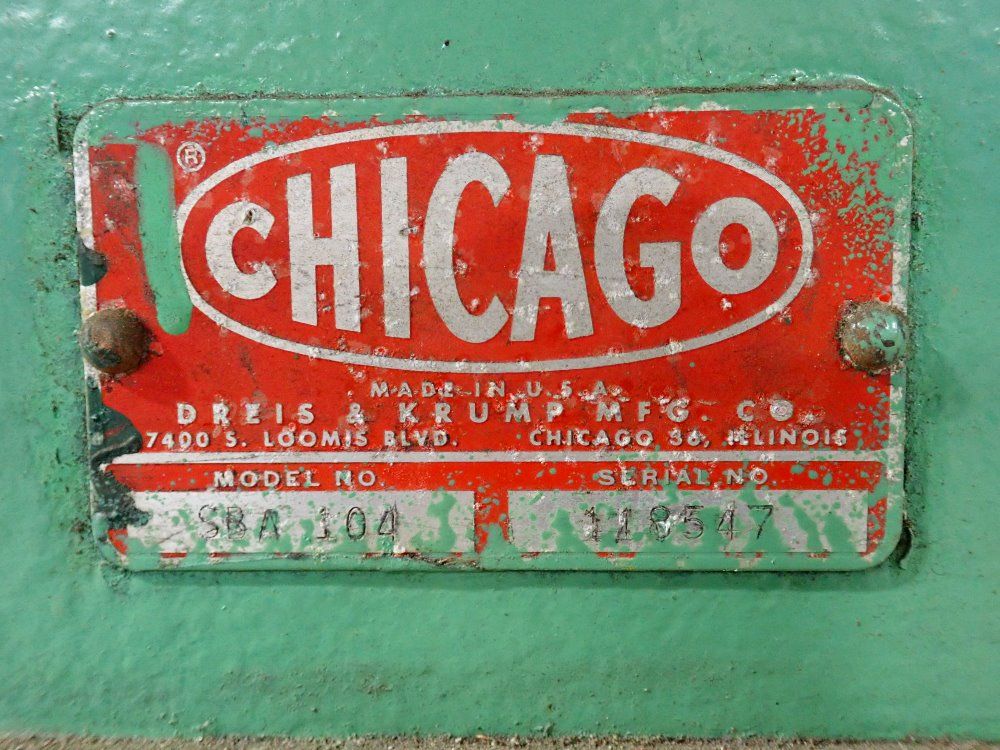 ®
CHICAGO
MADE IN U.S.A.
DREIS & KRUMP MFG. CO.
7400 S. LOOMIS BLVD. CHICAGO 36, ILLINOIS
MODEL NO. SERIAL NO.
SBA 104 118547